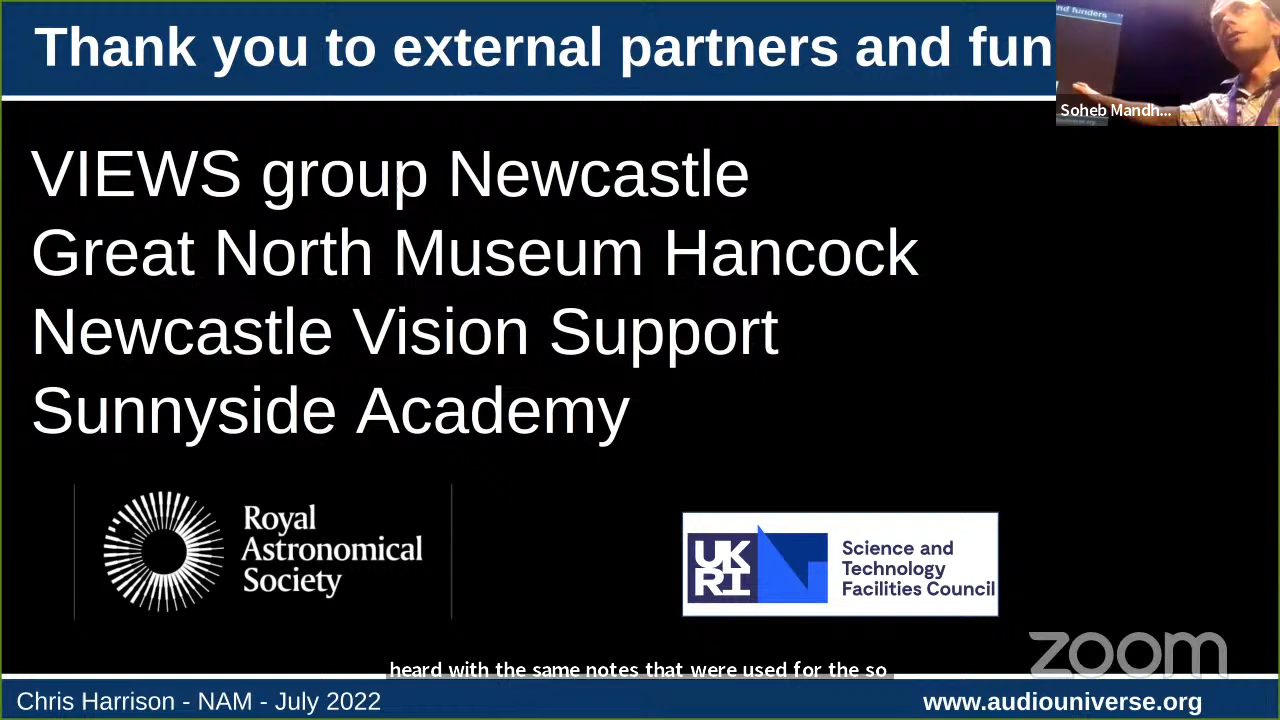 Thank you to external partners and fun
nd funders
Soheb Mandh...
VIEWS group Newcastle
Great North Museum Hancock
Newcastle Vision Support
Sunnyside Academy
Royal
Astronomical
Society
UK
RI
Science and
Technology
Facilities Council
zoom
heard with the same notes that were used for the so
Chris Harrison - NAM - July 2022
www.audiouniverse.org